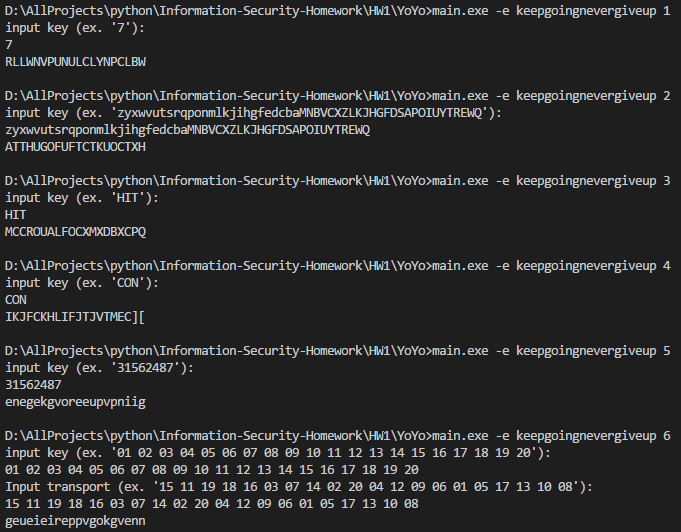 D:\AllProjects\python\Information-Security-Homework\HW1\YoYo>main.exe -e keepgoingnevergiveup 1
input key (ex. '7'):
7
RLLWNVPUNULCLYNPCLBW
D:\AllProjects\python\Information-Security-Homework\HW1\YoYo>main.exe -e keepgoingnevergiveup 2
input key (ex. 'zyxwvutsrqponmlkjihgfedcbaMNBVCXZLKJHGFDSAPOIUYTREWQ'):
zyxwvutsrqponmlkjihgfedcbaMNBVCXZLKJHGFDSAPOIUYTREWQ
ATTHUGOFUFTCTKUOCTXH
D:\AllProjects\python\Information-Security-Homework\HW1\YoYo>main.exe -e keepgoingnevergiveup 3
input key (ex. 'HIT'):
HIT
MCCROUALFOCXMXDBXCPQ
D:\AllProjects\python\Information-Security-Homework\HW1\YoYo>main.exe -e keepgoingnevergiveup 4
input key (ex. 'CON'):
CON
IKJFCKHLIFJTJVTMEC][
D:\AllProjects\python\Information-Security-Homework\HW1\YoYo>main.exe -e keepgoingnevergiveup 5
input key (ex. '31562487'):
31562487
enegekgvoreeupvpniig
D:\AllProjects\python\Information-Security-Homework\HW1\YoYo>main.exe -e keepgoingnevergiveup 6
input key (ex. '01 02 03 04 05 06 07 08 09 10 11 12 13 14 15 16 17 18 19 20'):
01 02 03 04 05 06 07 08 09 10 11 12 13 14 15 16 17 18 19 20
Input transport (ex. '15 11 19 18 16 03 07 14 02 20 04 12 09 06 01 05 17 13 10 08'):
15 11 19 18 16 03 07 14 02 20 04 12 09 06 01 05 17 13 10 08
geueieireppvgokgvenn